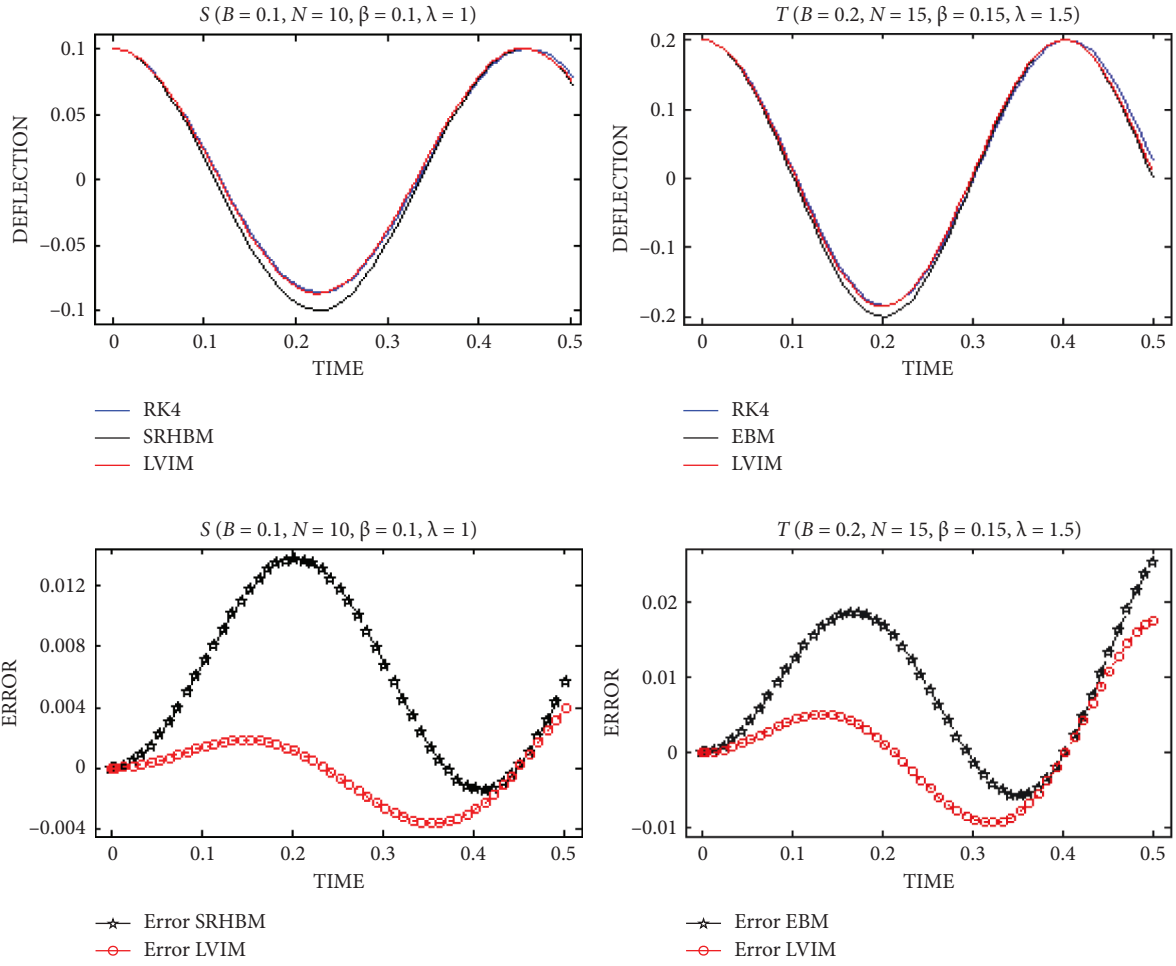 S (B = 0.1, N = 10, β = 0.1, λ = 1)
0.1
0.05
0
−0.05
−0.1
DEFLECTION
0 0.1 0.2 0.3 0.4 0.5
TIME
RK4
SRHBM
LVIM
T (B = 0.2, N = 15, β = 0.15, λ = 1.5)
0.2
0.1
0
−0.1
−0.2
DEFLECTION
0 0.1 0.2 0.3 0.4 0.5
TIME
RK4
EBM
LVIM
S (B = 0.1, N = 10, β = 0.1, λ = 1)
0.012
0.008
0.004
0
−0.004
ERROR
0 0.1 0.2 0.3 0.4 0.5
TIME
Error SRHBM
Error LVIM
T (B = 0.2, N = 15, β = 0.15, λ = 1.5)
0.02
0.01
0
−0.01
ERROR
0 0.1 0.2 0.3 0.4 0.5
TIME
Error EBM
Error LVIM